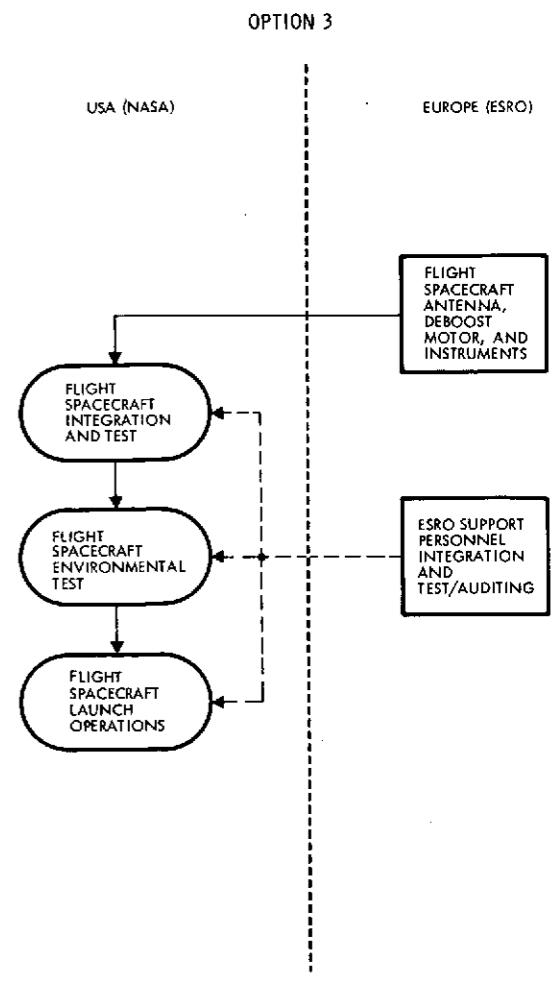 OPTION 3
USA (NASA)
EUROPE (ESRO)
FLIGHT
SPACECRAFT
ANTENNA,
DEBOOST
MOTOR, AND
INSTRUMENTS
FLIGHT
SPACECRAFT
INTEGRATION
AND TEST
FLIGHT
SPACECRAFT
ENVIRONMENTAL
TEST
ESRO SUPPORT
PERSONNEL
INTEGRATION
AND
TEST/AUDITING
FLIGHT
SPACECRAFT
LAUNCH
OPERATIONS